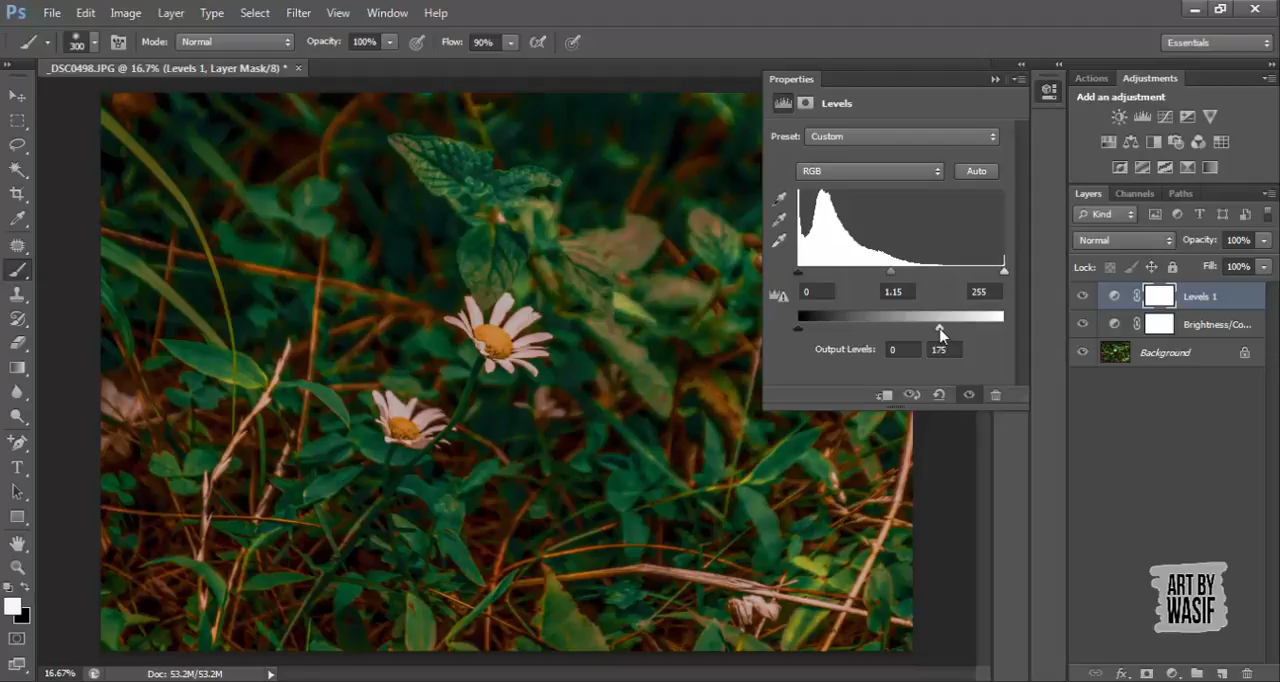 Ps File Edit Image Layer Type Select Filter View Window Help
300 Mode: Normal Opacity: 100% Flow: 90% Essentials
_DSC0498.JPG @ 16.7% (Levels 1, Layer Mask/8) *
Properties
Levels
Preset: Custom
RGB Auto
0 1.15 255
Output Levels: 0 175
Actions Adjustments
Add an adjustment
Layers Channels Paths
Kind
Normal Opacity: 100%
Lock: Fill: 100%
Levels 1
Brightness/Co...
Background
ART BY
WASIF
16.67% Doc: 53.2M/53.2M